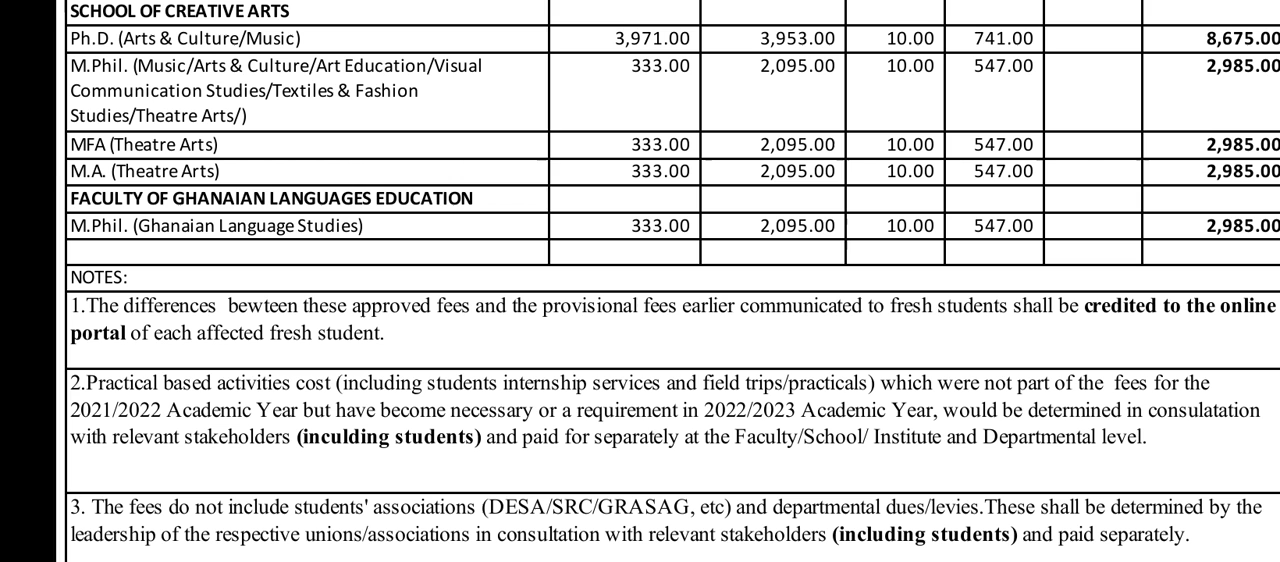 SCHOOL OF CREATIVE ARTS
Ph.D. (Arts & Culture/Music) 3,971.00 3,953.00 10.00 741.00 8,675.00
M.Phil. (Music/Arts & Culture/Art Education/Visual 333.00 2,095.00 10.00 547.00 2,985.00
Communication Studies/Textiles & Fashion
Studies/Theatre Arts/)
MFA (Theatre Arts) 333.00 2,095.00 10.00 547.00 2,985.00
M.A. (Theatre Arts) 333.00 2,095.00 10.00 547.00 2,985.00
FACULTY OF GHANAIAN LANGUAGES EDUCATION
M.Phil. (Ghanaian Language Studies) 333.00 2,095.00 10.00 547.00 2,985.00
NOTES:
1.The differences bewteen these approved fees and the provisional fees earlier communicated to fresh students shall be credited to the online
portal of each affected fresh student.
2.Practical based activities cost (including students internship services and field trips/practicals) which were not part of the fees for the
2021/2022 Academic Year but have become necessary or a requirement in 2022/2023 Academic Year, would be determined in consulatation
with relevant stakeholders (inculding students) and paid for separately at the Faculty/School/ Institute and Departmental level.
3. The fees do not include students' associations (DESA/SRC/GRASAG, etc) and departmental dues/levies.These shall be determined by the
leadership of the respective unions/associations in consultation with relevant stakeholders (including students) and paid separately.